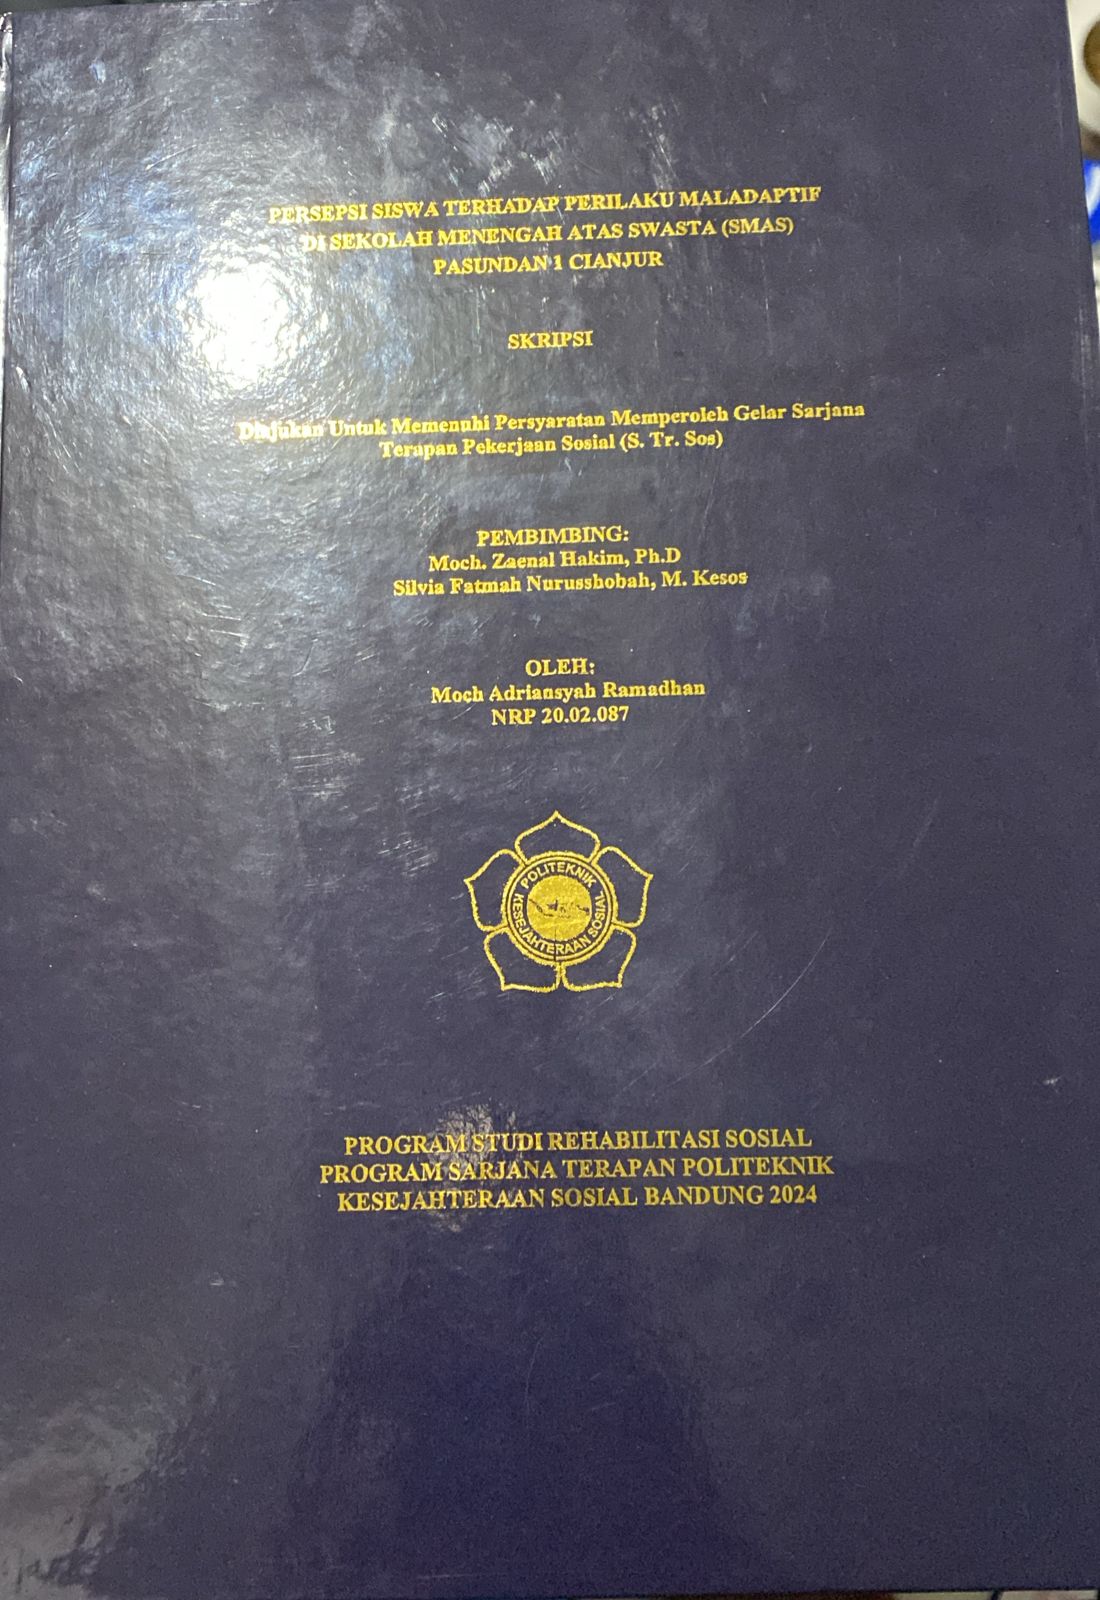 PERSEPSI SISWA TERHADAP PERILAKU MALADAPTIF
DI SEKOLAH MENENGAH ATAS SWASTA (SMAS)
PASUNDAN 1 CIANJUR
SKRIPSI
Diajukan Untuk Memenuhi Persyaratan Memperoleh Gelar Sarjana
Terapan Pekerjaan Sosial (S. Tr. Sos)
PEMBIMBING:
Moch. Zaenal Hakim, Ph.D
Silvia Fatmah Nurusshobah, M. Kesos
OLEH:
Moch Adriansyah Ramadhan
NRP 20.02.087
POLITEKNIK
KESEJAHTERAAN SOSIAL
PROGRAM STUDI REHABILITASI SOSIAL
PROGRAM SARJANA TERAPAN POLITEKNIK
KESEJAHTERAAN SOSIAL BANDUNG 2024